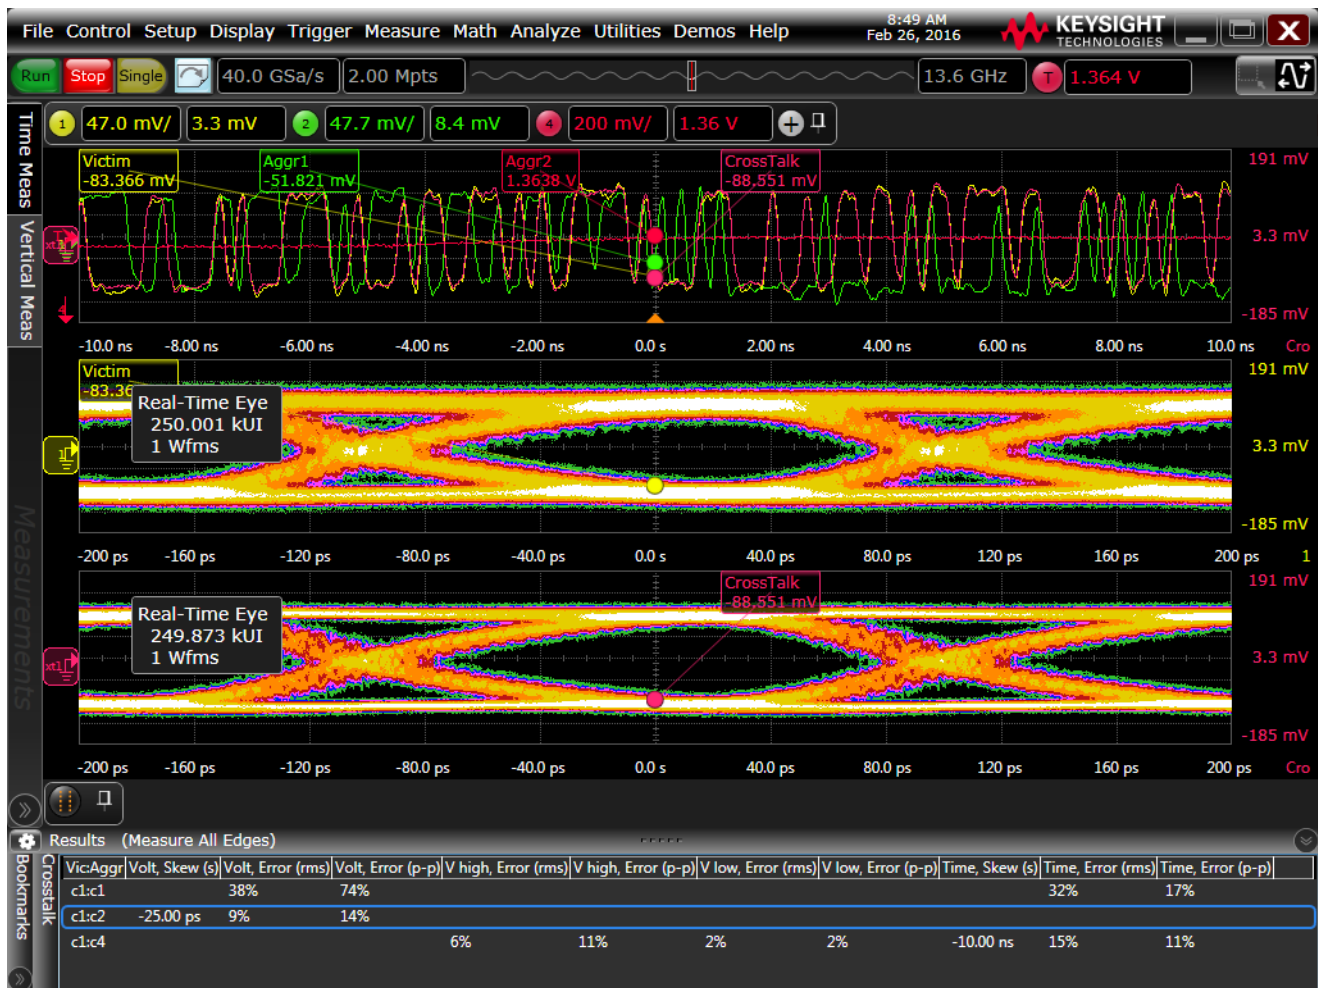 File Control Setup Display Trigger Measure Math Analyze Utilities Demos Help
8:49 AM
Feb 26, 2016
KEYSIGHT
TECHNOLOGIES
Run Stop Single 40.0 GSa/s 2.00 Mpts 13.6 GHz T 1.364 V
Time Meas
Vertical Meas
Measurements
1 47.0 mV/ 3.3 mV 2 47.7 mV/ 8.4 mV 4 200 mV/ 1.36 V
Victim
-83.366 mV
Aggr1
-51.821 mV
Aggr2
1.3638 V
CrossTalk
-88.551 mV
191 mV
3.3 mV
-185 mV
4
-10.0 ns -8.00 ns -6.00 ns -4.00 ns -2.00 ns 0.0 s 2.00 ns 4.00 ns 6.00 ns 8.00 ns 10.0 ns Cro
Victim
-83.36
Real-Time Eye
250.001 kUI
1 Wfms
191 mV
1
3.3 mV
-185 mV
-200 ps -160 ps -120 ps -80.0 ps -40.0 ps 0.0 s 40.0 ps 80.0 ps 120 ps 160 ps 200 ps 1
CrossTalk
-88.551 mV
Real-Time Eye
249.873 kUI
1 Wfms
191 mV
xt1
3.3 mV
-185 mV
-200 ps -160 ps -120 ps -80.0 ps -40.0 ps 0.0 s 40.0 ps 80.0 ps 120 ps 160 ps 200 ps Cro
Results (Measure All Edges)
Bookmarks
Crosstalk
Vic:Aggr Volt, Skew (s) Volt, Error (rms) Volt, Error (p-p) V high, Error (rms) V high, Error (p-p) V low, Error (rms) V low, Error (p-p) Time, Skew (s) Time, Error (rms) Time, Error (p-p)
c1:c1 38% 74% 32% 17%
c1:c2 -25.00 ps 9% 14%
c1:c4 6% 11% 2% 2% -10.00 ns 15% 11%